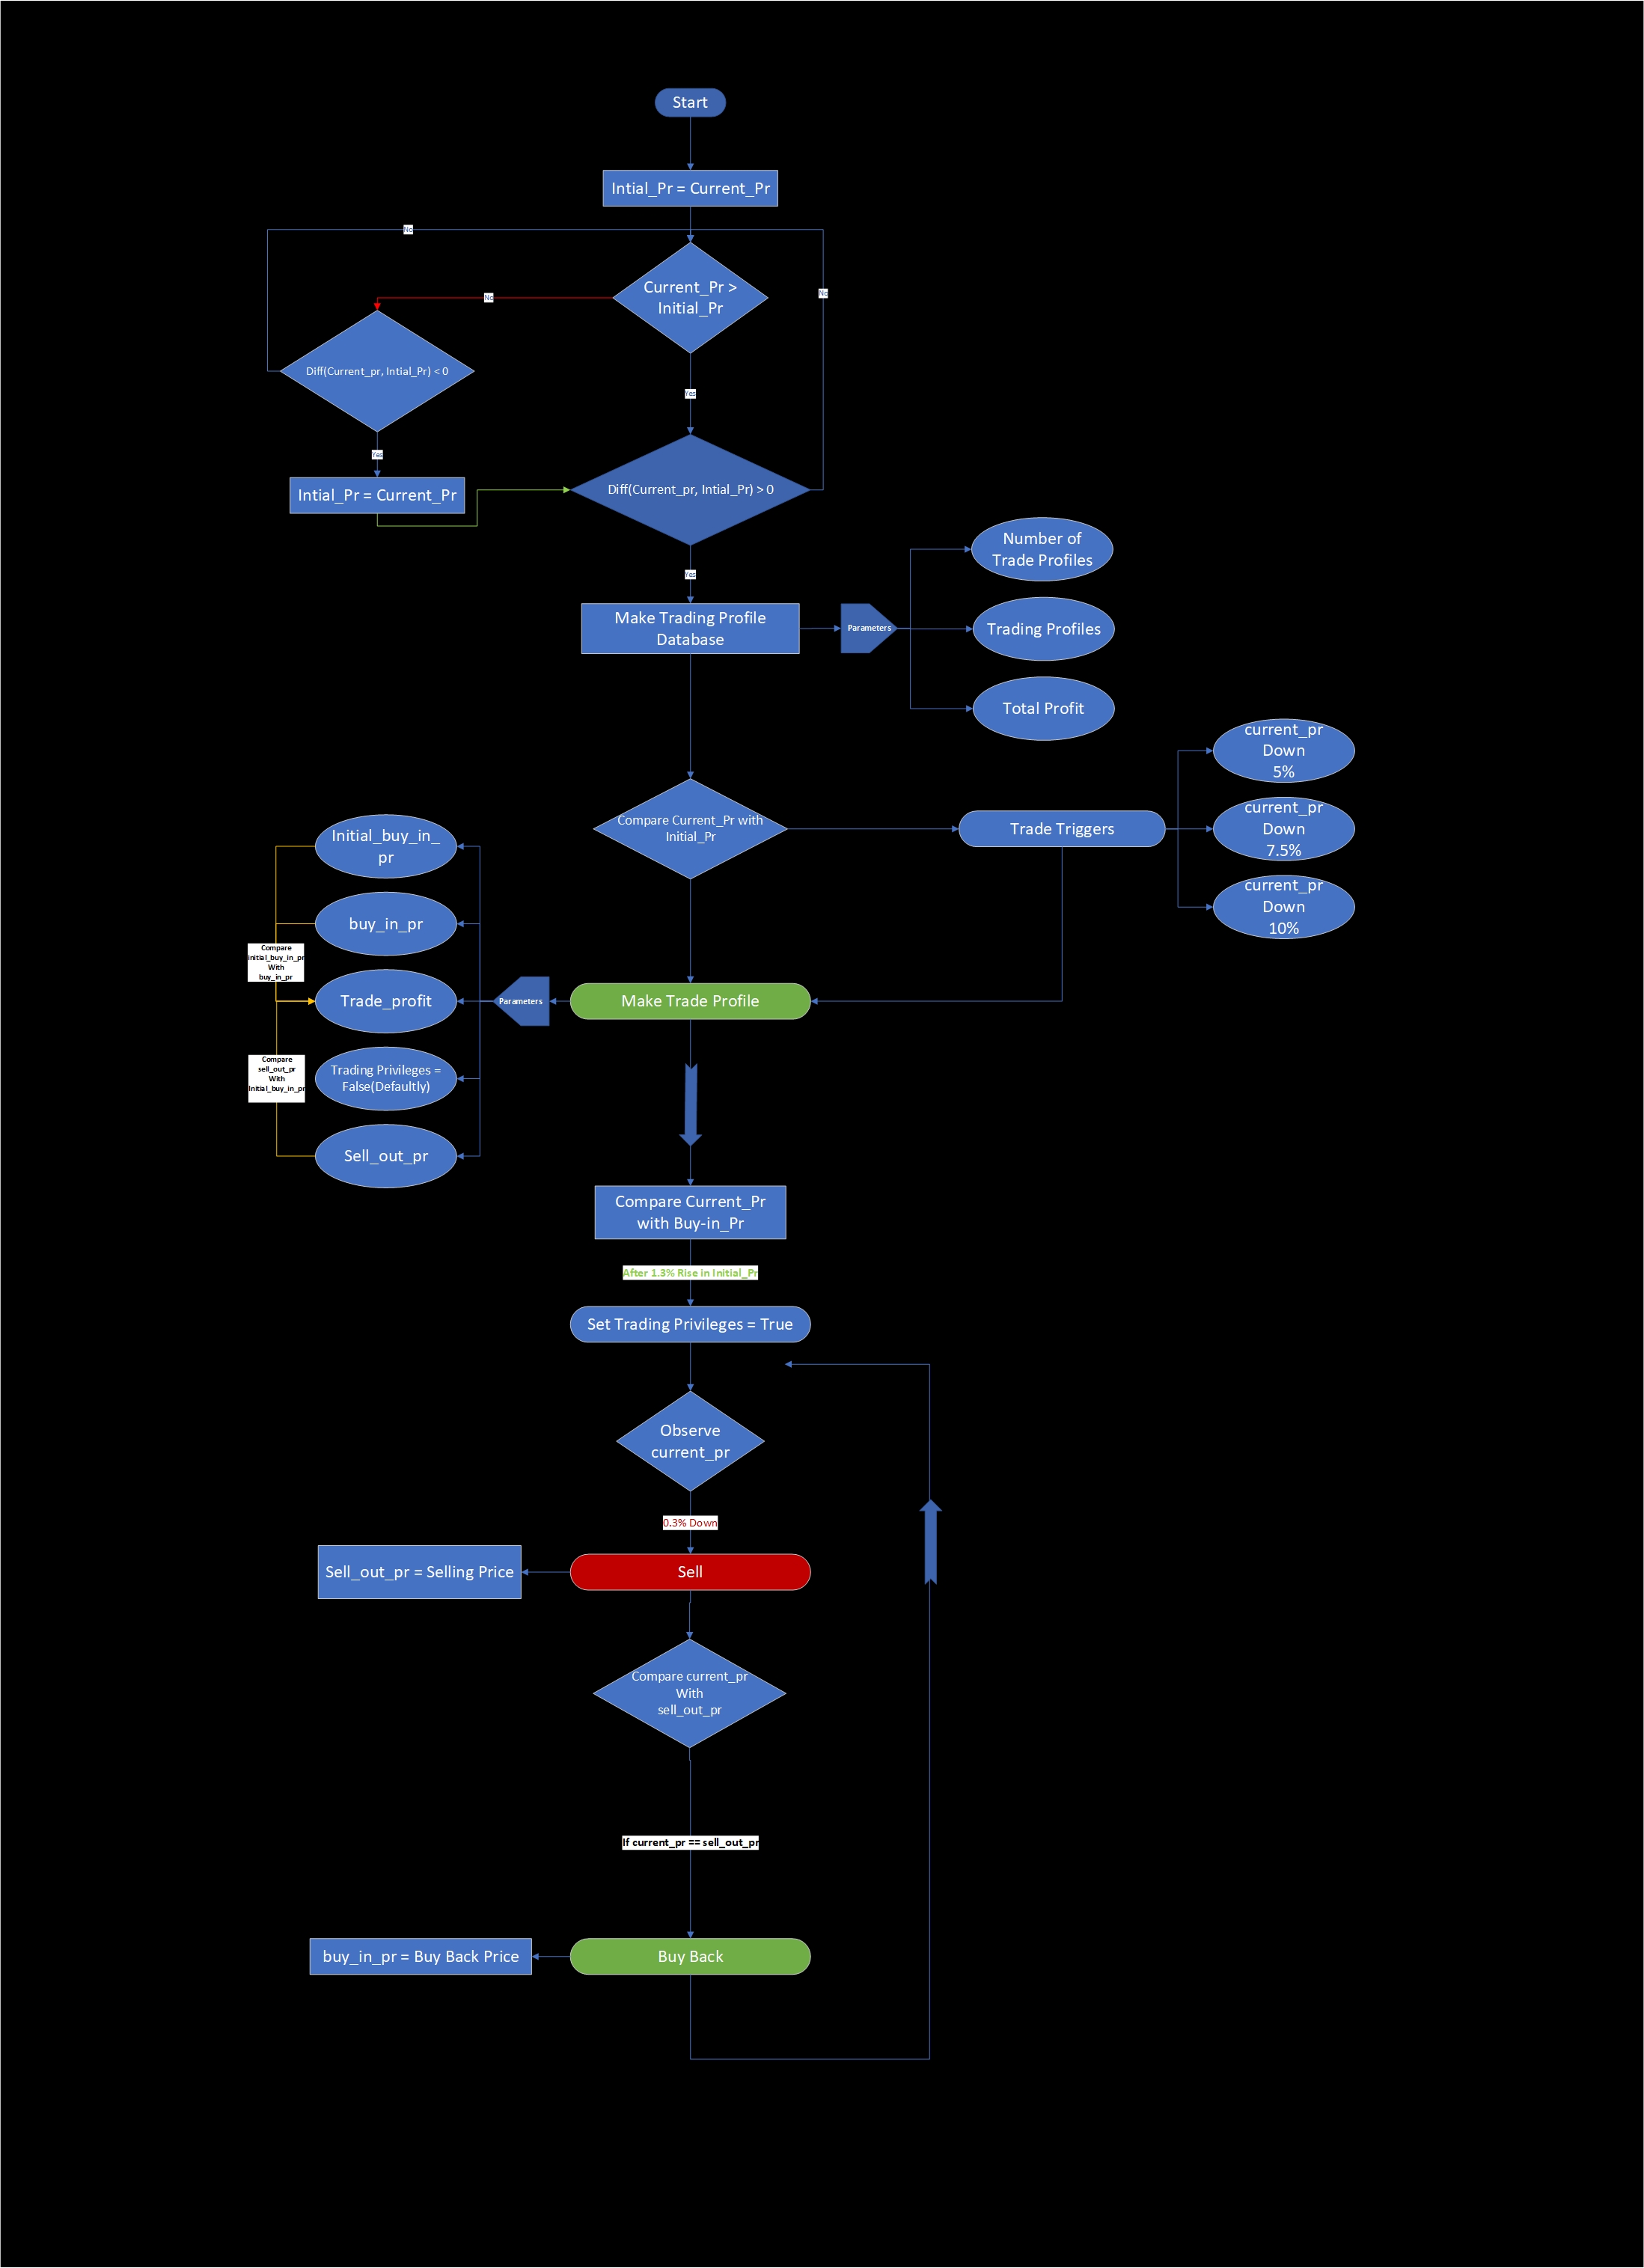 Start
Intial_Pr = Current_Pr
No
Current_Pr >
Initial_Pr
No
No
Diff(Current_pr, Intial_Pr) < 0
Yes
Yes
Intial_Pr = Current_Pr
Diff(Current_pr, Intial_Pr) > 0
Yes
Number of
Trade Profiles
Make Trading Profile
Database
Parameters
Trading Profiles
Total Profit
current_pr
Down
5%
Compare Current_Pr with
Initial_Pr
Trade Triggers
current_pr
Down
7.5%
current_pr
Down
10%
Initial_buy_in_
pr
buy_in_pr
Compare
initial_buy_in_pr
With
buy_in_pr
Trade_profit
Parameters
Make Trade Profile
Compare
sell_out_pr
With
Initial_buy_in_pr
Trading Privileges =
False(Defaultly)
Sell_out_pr
Compare Current_Pr
with Buy-in_Pr
After 1.3% Rise in Initial_Pr
Set Trading Privileges = True
Observe
current_pr
0.3% Down
Sell_out_pr = Selling Price
Sell
Compare current_pr
With
sell_out_pr
If current_pr == sell_out_pr
buy_in_pr = Buy Back Price
Buy Back